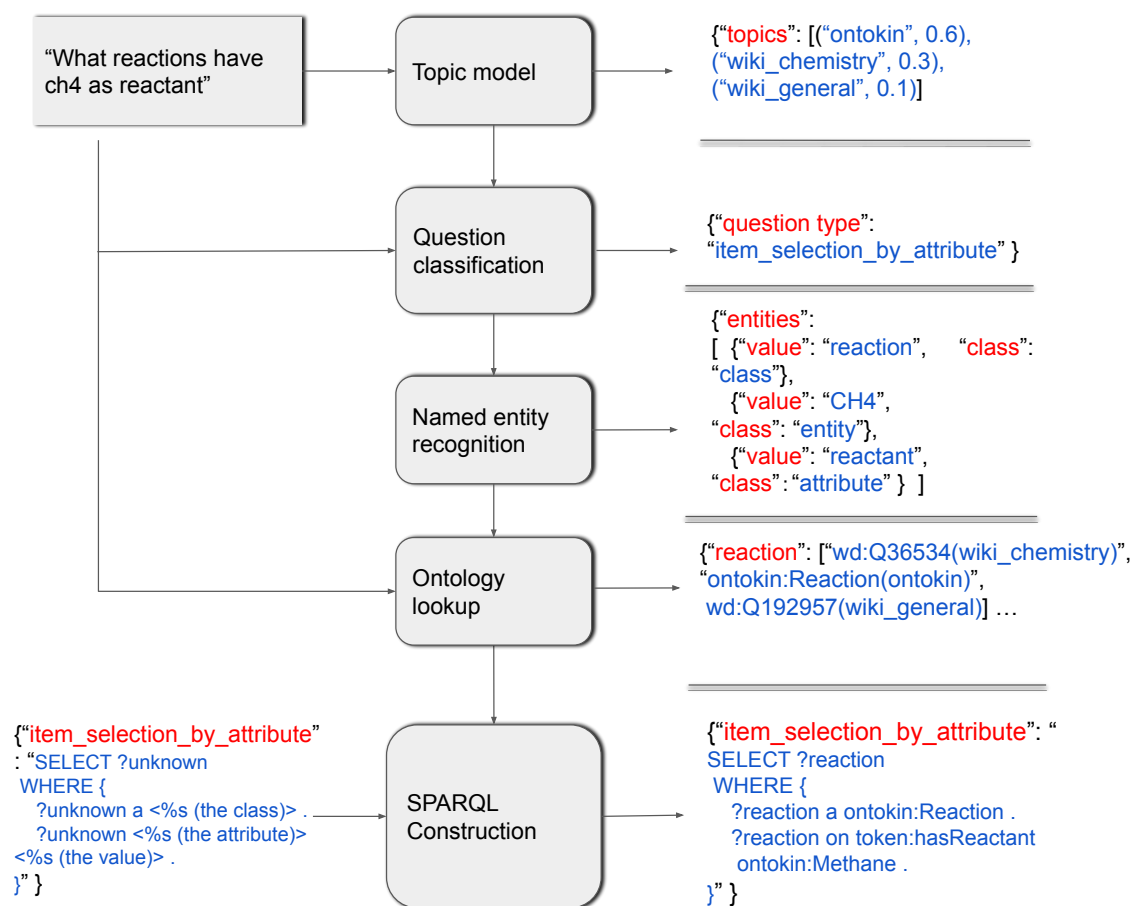 “What reactions have
ch4 as reactant”
Topic model
{“topics”: [(“ontokin”, 0.6),
(“wiki_chemistry”, 0.3),
(“wiki_general”, 0.1)]
Question
classification
{“question type”:
“item_selection_by_attribute” }
Named entity
recognition
{“entities”:
[ {“value”: “reaction”, “class”:
“class”},
{“value”: “CH4”,
“class”: “entity”},
{“value”: “reactant”,
“class”: “attribute” } ]
Ontology
lookup
{“reaction”: [“wd:Q36534(wiki_chemistry)”,
“ontokin:Reaction(ontokin)”,
wd:Q192957(wiki_general)] …
{“item_selection_by_attribute”
: “SELECT ?unknown
WHERE {
?unknown a <%s (the class)> .
?unknown <%s (the attribute)>
<%s (the value)> .
}” }
SPARQL
Construction
{“item_selection_by_attribute”: “
SELECT ?reaction
WHERE {
?reaction a ontokin:Reaction .
?reaction on token:hasReactant
ontokin:Methane .
}” }